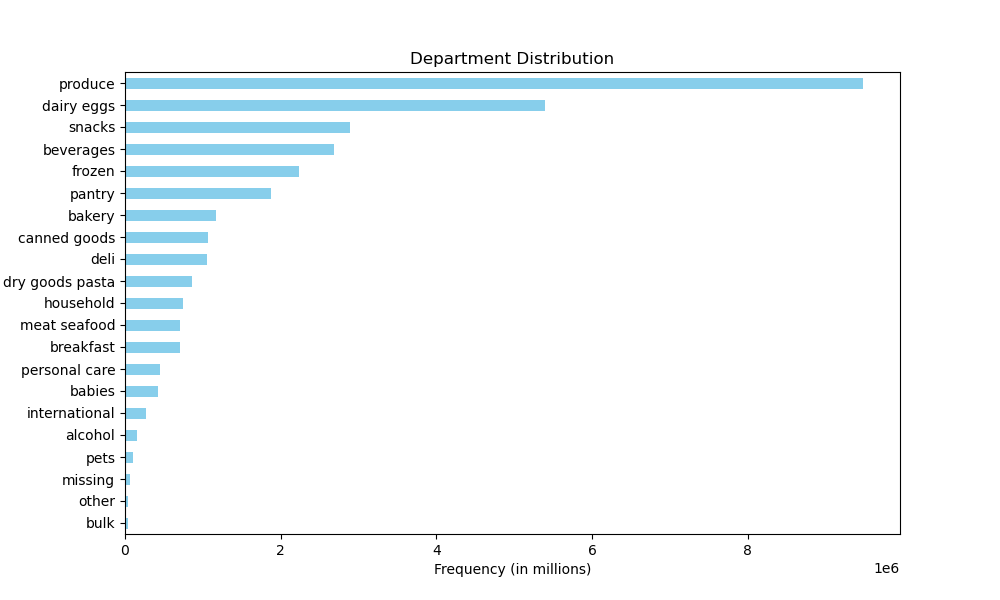 Department Distribution
produce
dairy eggs
snacks
beverages
frozen
pantry
bakery
canned goods
deli
dry goods pasta
household
meat seafood
breakfast
personal care
babies
international
alcohol
pets
missing
other
bulk
0 2 4 6 8
1e6
Frequency (in millions)